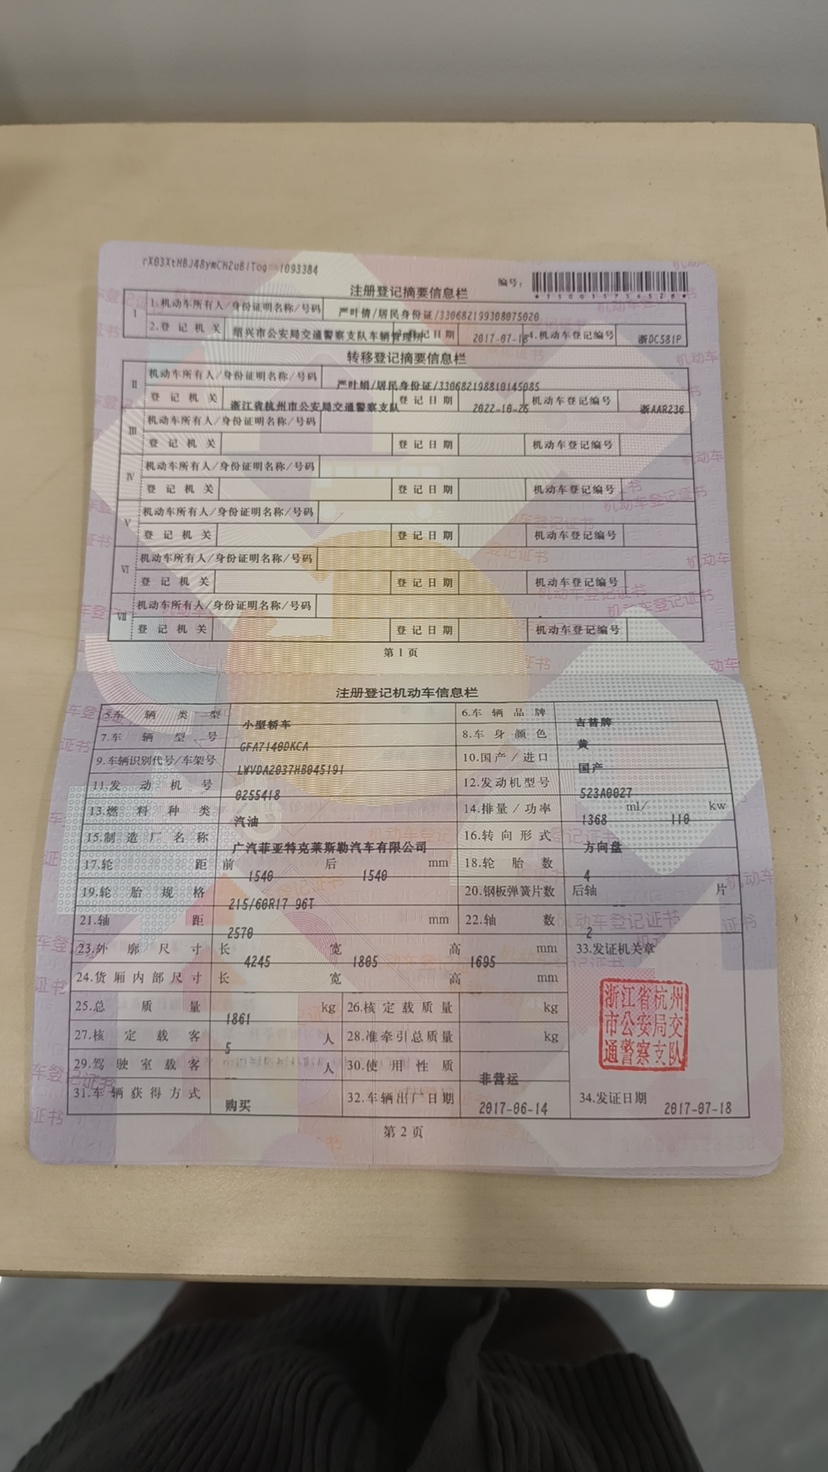 rX03XtHBJ48ymCH2uBlTog 1093384
编号：
注册登记摘要信息栏
I 1.机动车所有人/身份证明名称/号码 严叶倩/居民身份证/330682199308075020
2.登记机关 绍兴市公安局交通警察支队车辆管理所 3.登记日期 2017-07-18 4.机动车登记编号 浙DC581P
转移登记摘要信息栏
II 机动车所有人/身份证明名称/号码 严叶娟/居民身份证/330682198810145085
登记机关 浙江省杭州市公安局交通警察支队 登记日期 2022-10-25 机动车登记编号 浙AAR236
III 机动车所有人/身份证明名称/号码
登记机关 登记日期 机动车登记编号
IV 机动车所有人/身份证明名称/号码
登记机关 登记日期 机动车登记编号
V 机动车所有人/身份证明名称/号码
登记机关 登记日期 机动车登记编号
VI 机动车所有人/身份证明名称/号码
登记机关 登记日期 机动车登记编号
VII 机动车所有人/身份证明名称/号码
登记机关 登记日期 机动车登记编号
第1页
注册登记机动车信息栏
5.车辆类型 小型轿车 6.车辆品牌 吉普牌
7.车辆型号 GFA7140DKCA 8.车身颜色 黄
9.车辆识别代号/车架号 LWVDA2037HB045191 10.国产/进口 国产
11.发动机号 0255418 12.发动机型号 523A0027
13.燃料种类 汽油 14.排量/功率 1368 ml/ 110 kw
15.制造厂名称 广汽菲亚特克莱斯勒汽车有限公司 16.转向形式 方向盘
17.轮距 前 1540 后 1540 mm 18.轮胎数 4
19.轮胎规格 215/60R17 96T 20.钢板弹簧片数 后轴 -- 片
21.轴距 2570 mm 22.轴数 2
23.外廓尺寸 长 4245 宽 1805 高 1695 mm 33.发证机关章
24.货厢内部尺寸 长 宽 高 mm
25.总质量 1861 kg 26.核定载质量 kg
浙江省杭州
市公安局交
通警察支队
27.核定载客 5 人 28.准牵引总质量 kg
29.驾驶室载客 -- 人 30.使用性质 非营运
31.车辆获得方式 购买 32.车辆出厂日期 2017-06-14 34.发证日期 2017-07-18
第2页